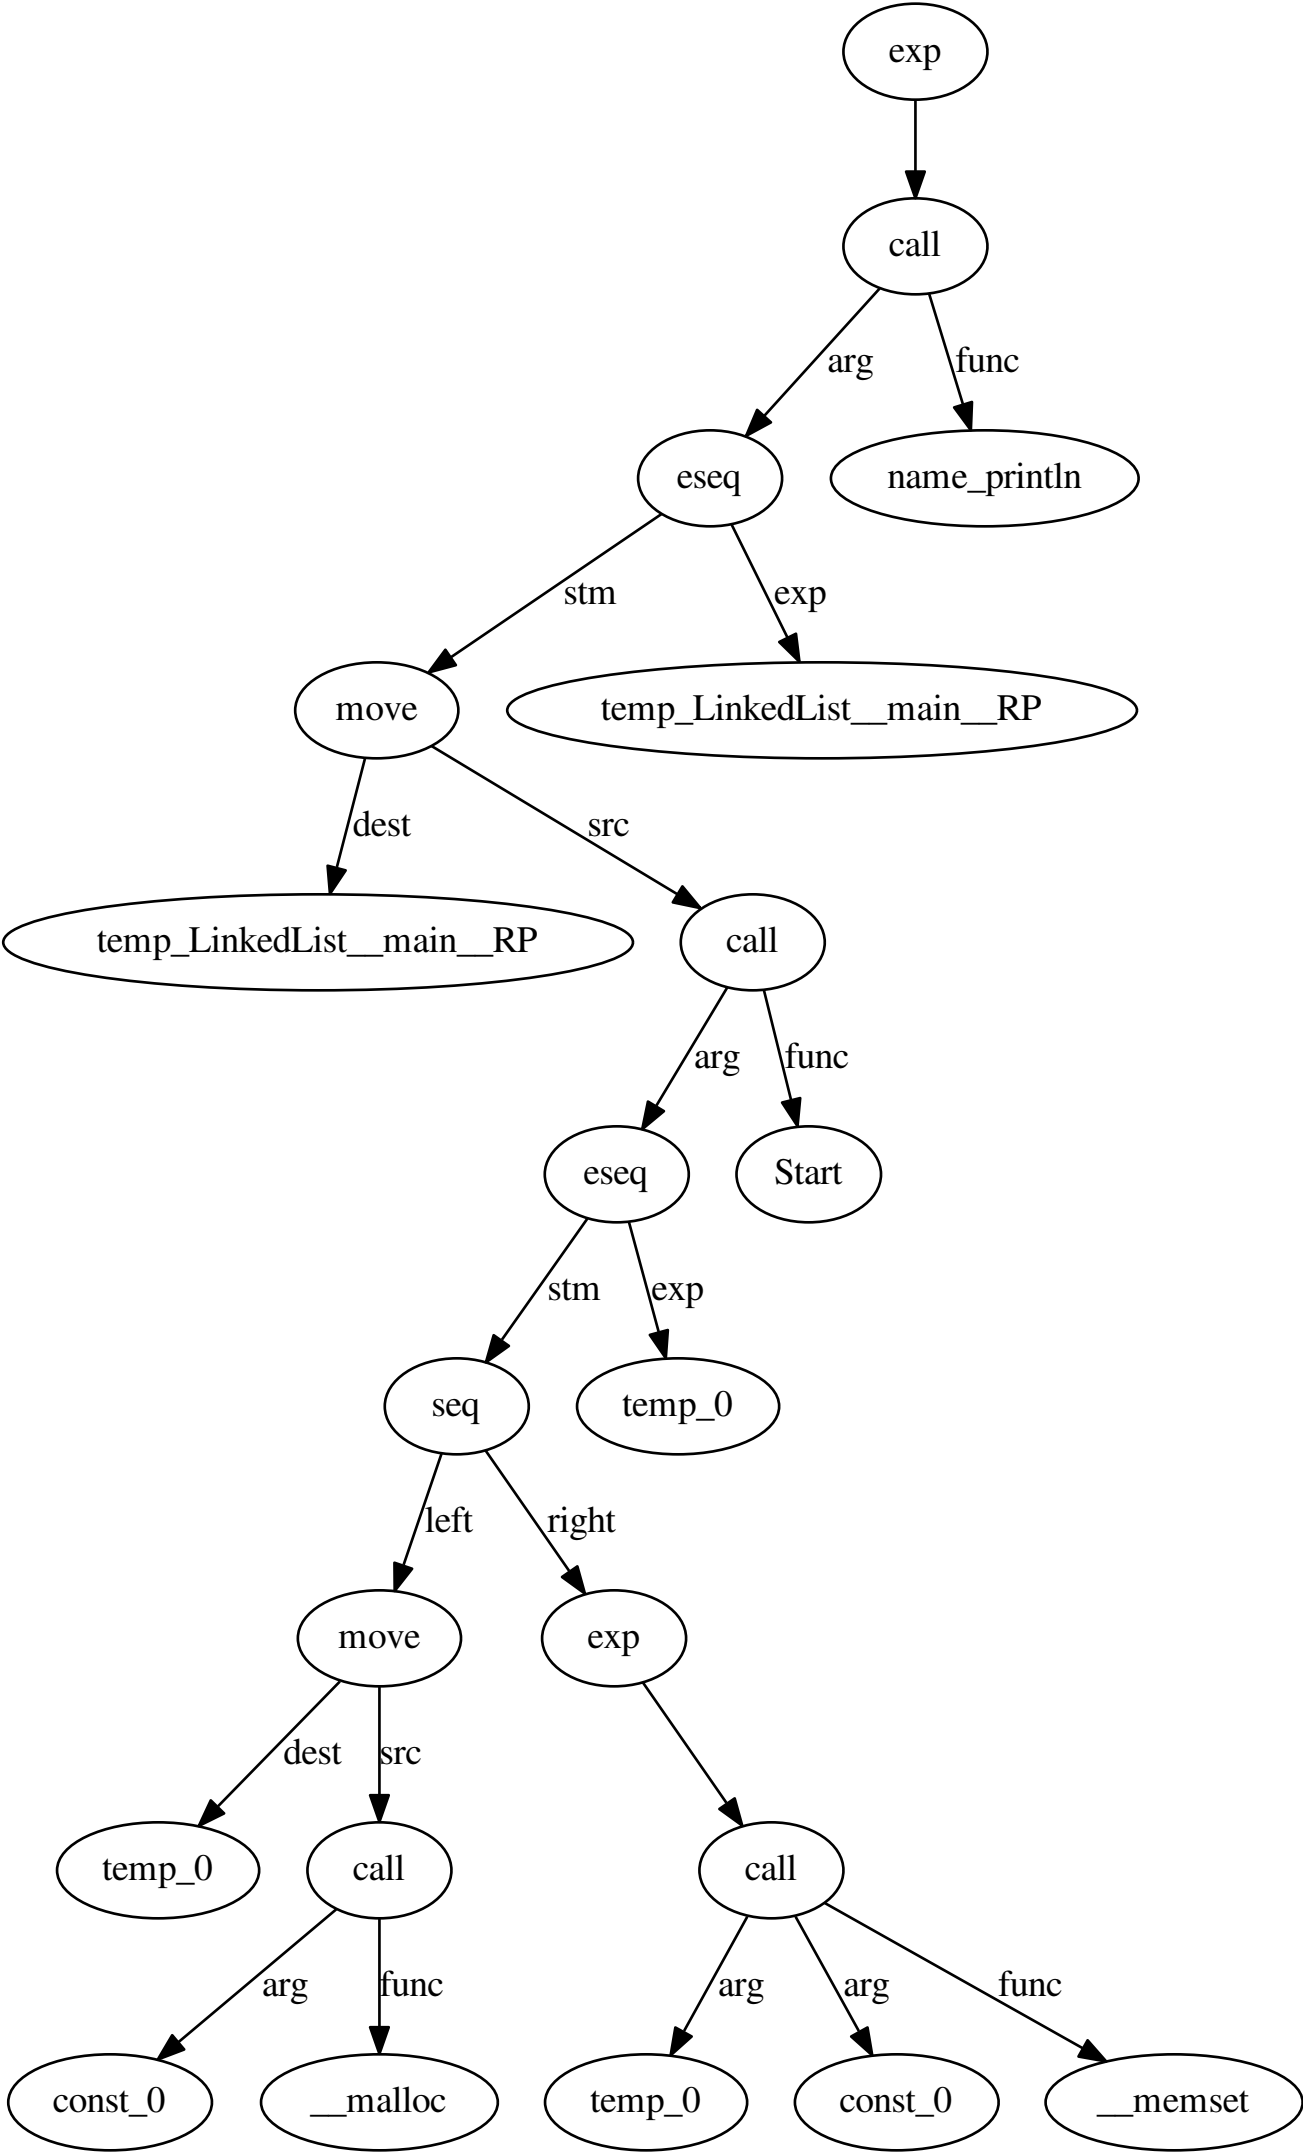 exp
call
arg
func
eseq
name_println
stm
exp
move
temp_LinkedList__main__RP
dest
src
temp_LinkedList__main__RP
call
arg
func
eseq
Start
stm
exp
seq
temp_0
left
right
move
exp
dest
src
temp_0
call
call
arg
func
arg
arg
func
const_0
__malloc
temp_0
const_0
__memset